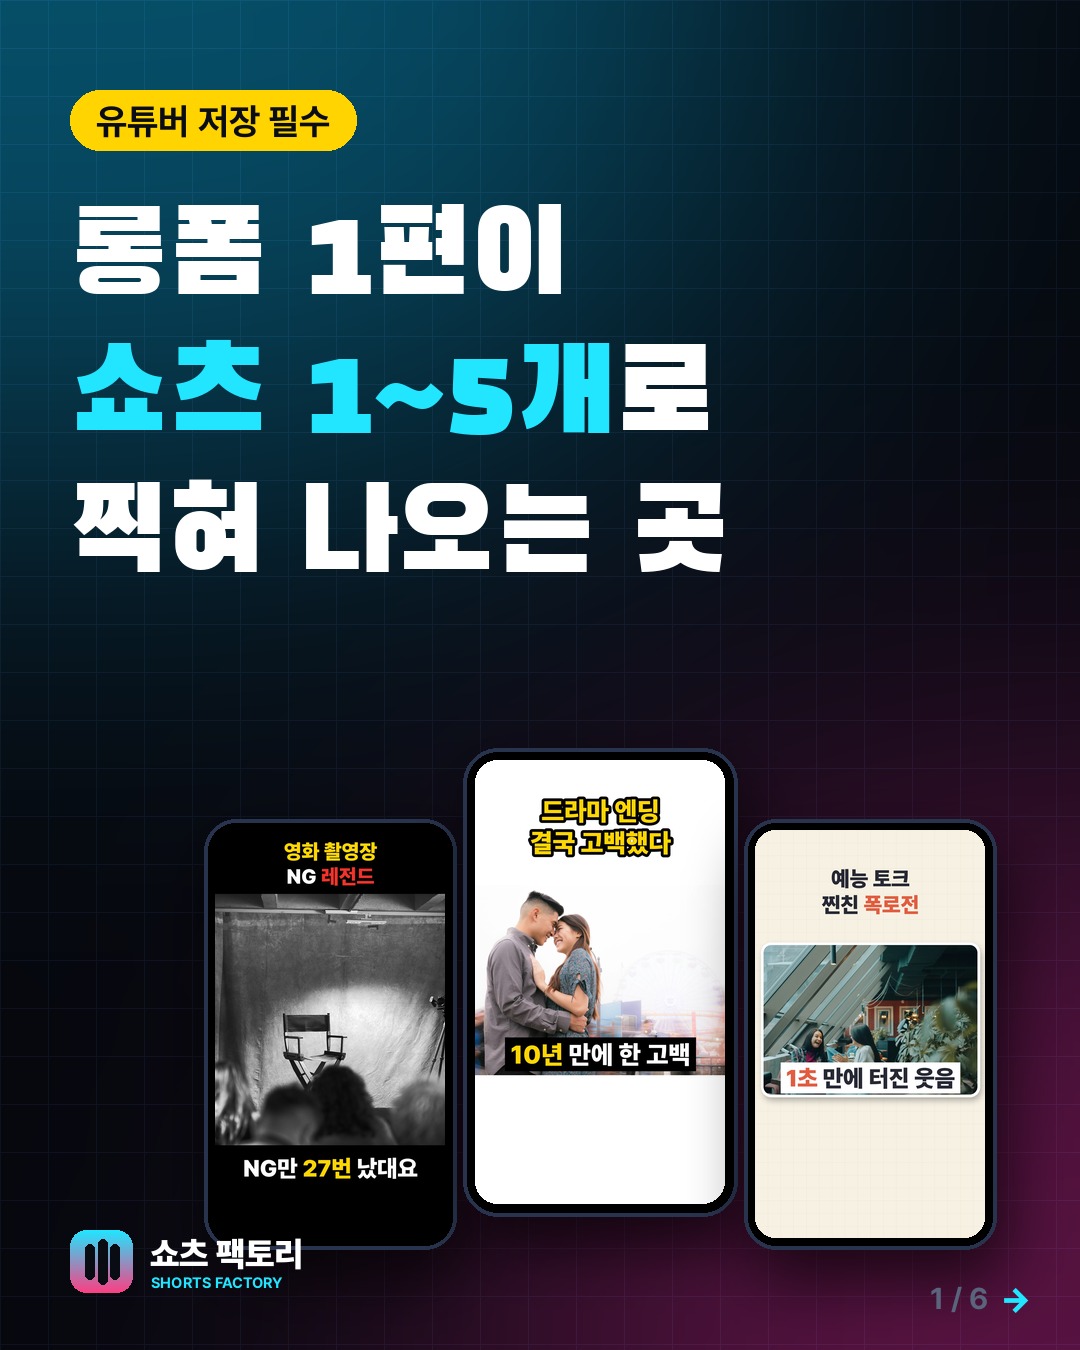 유튜버 저장 필수
롱폼 1편이
쇼츠 1~5개로
찍혀 나오는 곳
영화 촬영장
NG 레전드
NG만 27번 났대요
드라마 엔딩
결국 고백했다
10년 만에 한 고백
예능 토크
찐친 폭로전
1초 만에 터진 웃음
쇼츠 팩토리
SHORTS FACTORY
1 / 6 →